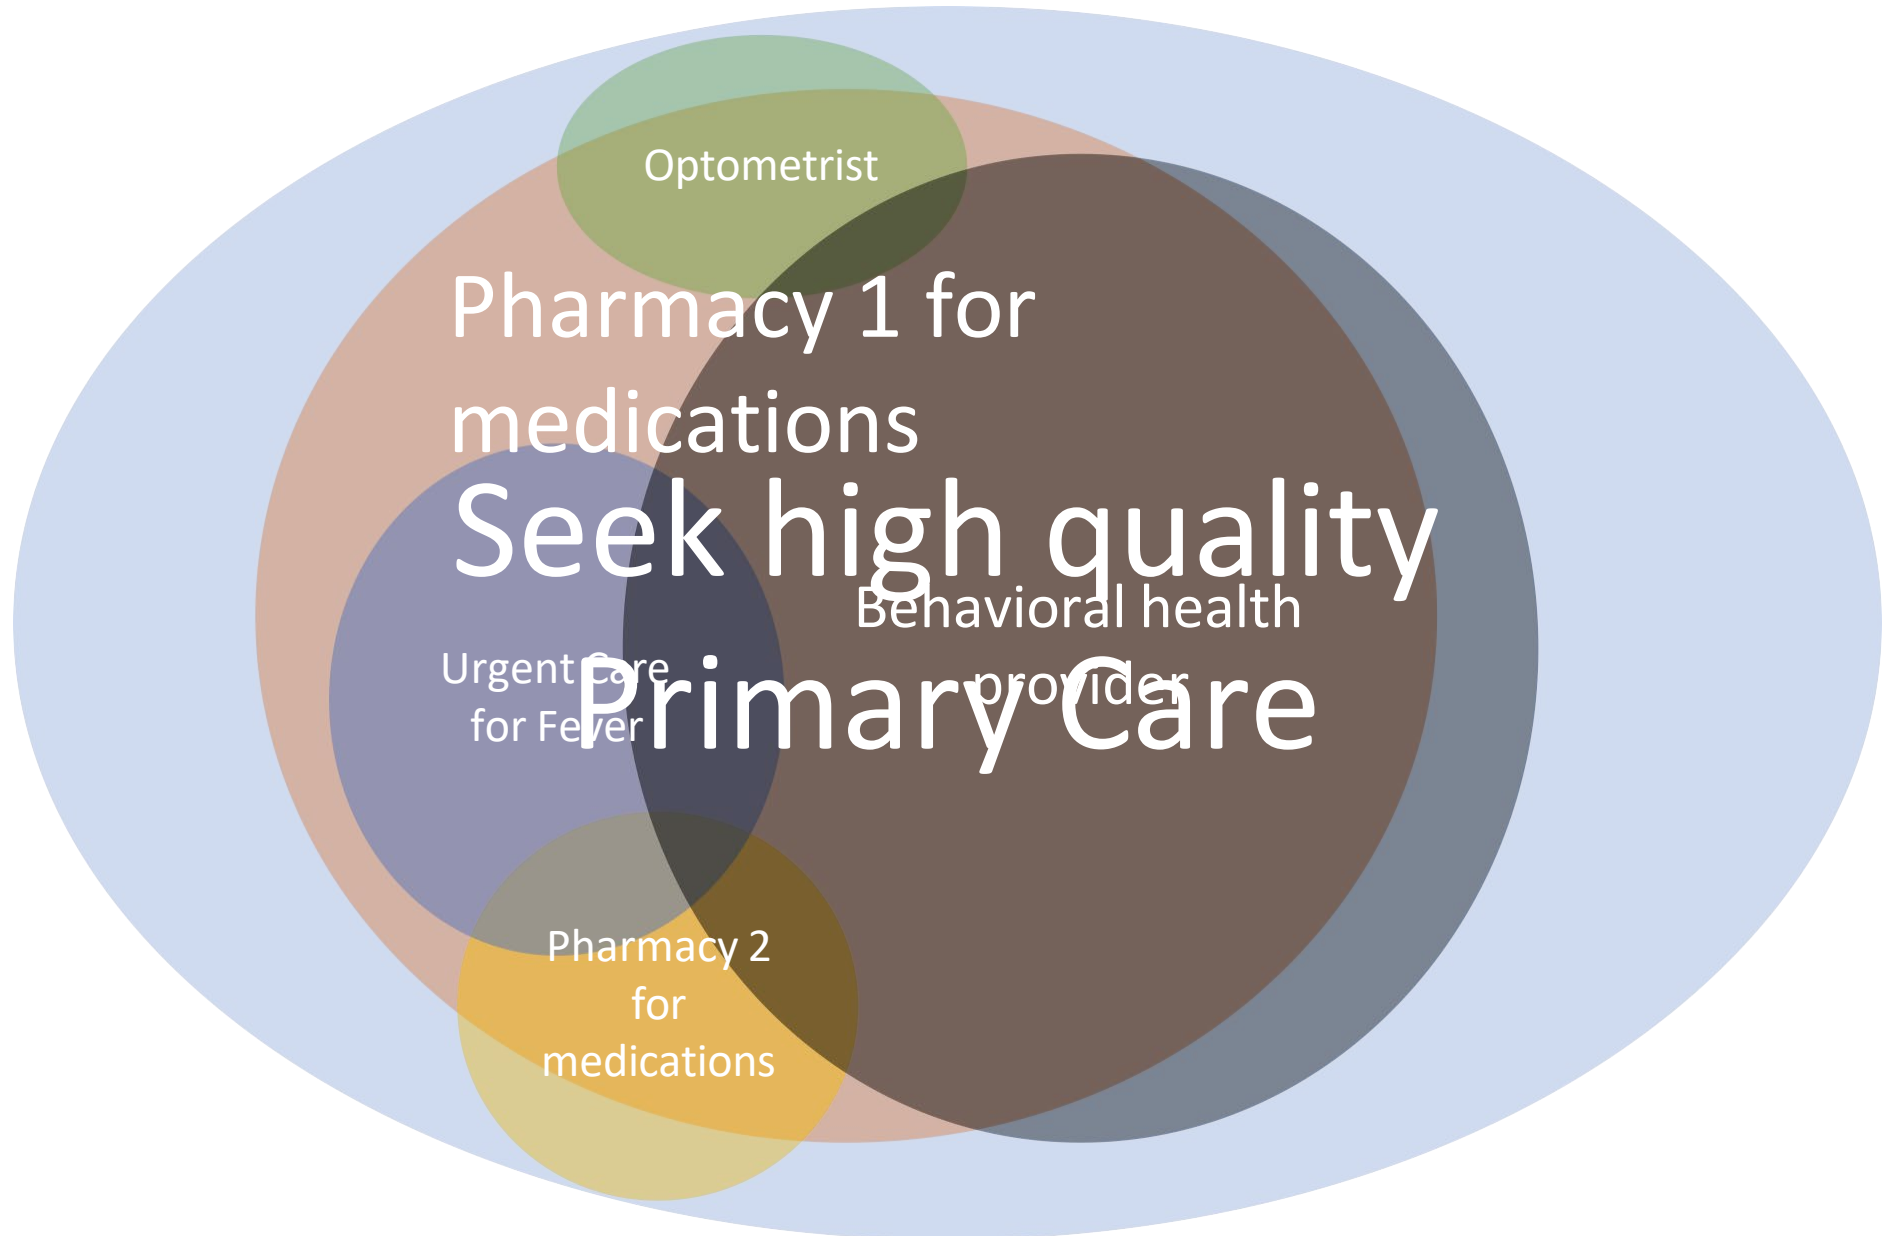 Optometrist
Pharmacy 1 for
medications
Seek high quality
Primary Care
Behavioral health
provider
Urgent Care
for Fever
Pharmacy 2
for
medications